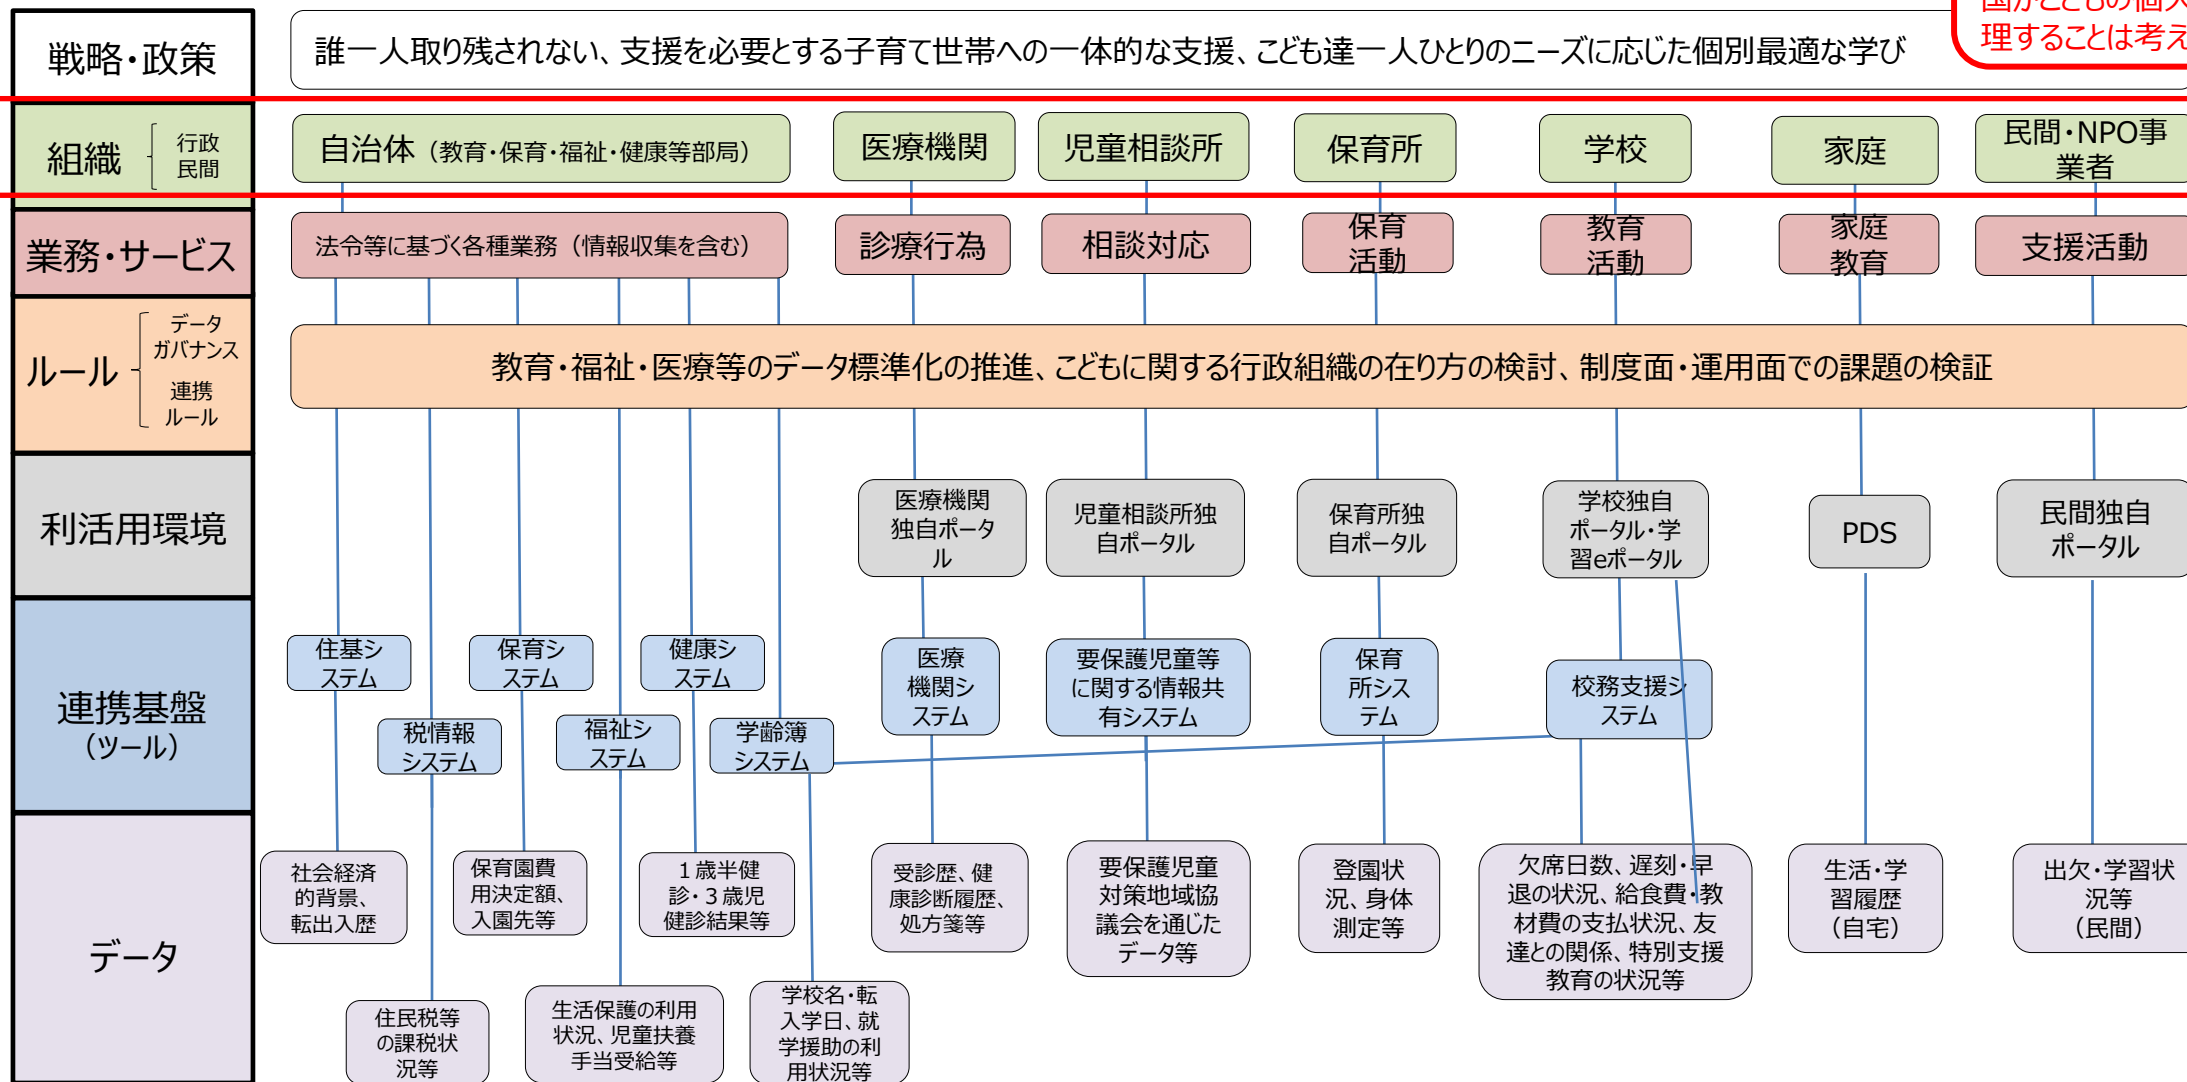 国がこどもの個人
理することは考え
戦略・政策
誰一人取り残されない、支援を必要とする子育て世帯への一体的な支援、こども達一人ひとりのニーズに応じた個別最適な学び
組織
行政
民間
自治体（教育・保育・福祉・健康等部局）
医療機関
児童相談所
保育所
学校
家庭
民間・NPO事
業者
業務・サービス
法令等に基づく各種業務（情報収集を含む）
診療行為
相談対応
保育
活動
教育
活動
家庭
教育
支援活動
ルール
データ
ガバナンス
連携
ルール
教育・福祉・医療等のデータ標準化の推進、こどもに関する行政組織の在り方の検討、制度面・運用面での課題の検証
利活用環境
医療機関
独自ポータ
ル
児童相談所独
自ポータル
保育所独
自ポータル
学校独自
ポータル・学
習eポータル
PDS
民間独自
ポータル
連携基盤
（ツール）
住基シ
ステム
税情報
システム
保育シ
ステム
福祉シ
ステム
健康シ
ステム
学齢簿
システム
医療
機関シ
ステム
要保護児童等
に関する情報共
有システム
保育
所シス
テム
校務支援シ
ステム
データ
社会経済
的背景、
転出入歴
住民税等
の課税状
況等
保育園費
用決定額、
入園先等
生活保護の利用
状況、児童扶養
手当受給等
１歳半健
診・３歳児
健診結果等
学校名・転
入学日、就
学援助の利
用状況等
受診歴、健
康診断履歴、
処方箋等
要保護児童
対策地域協
議会を通じた
データ等
登園状
況、身体
測定等
欠席日数、遅刻・早
退の状況、給食費・教
材費の支払状況、友
達との関係、特別支援
教育の状況等
生活・学
習履歴
（自宅）
出欠・学習状
況等
（民間）